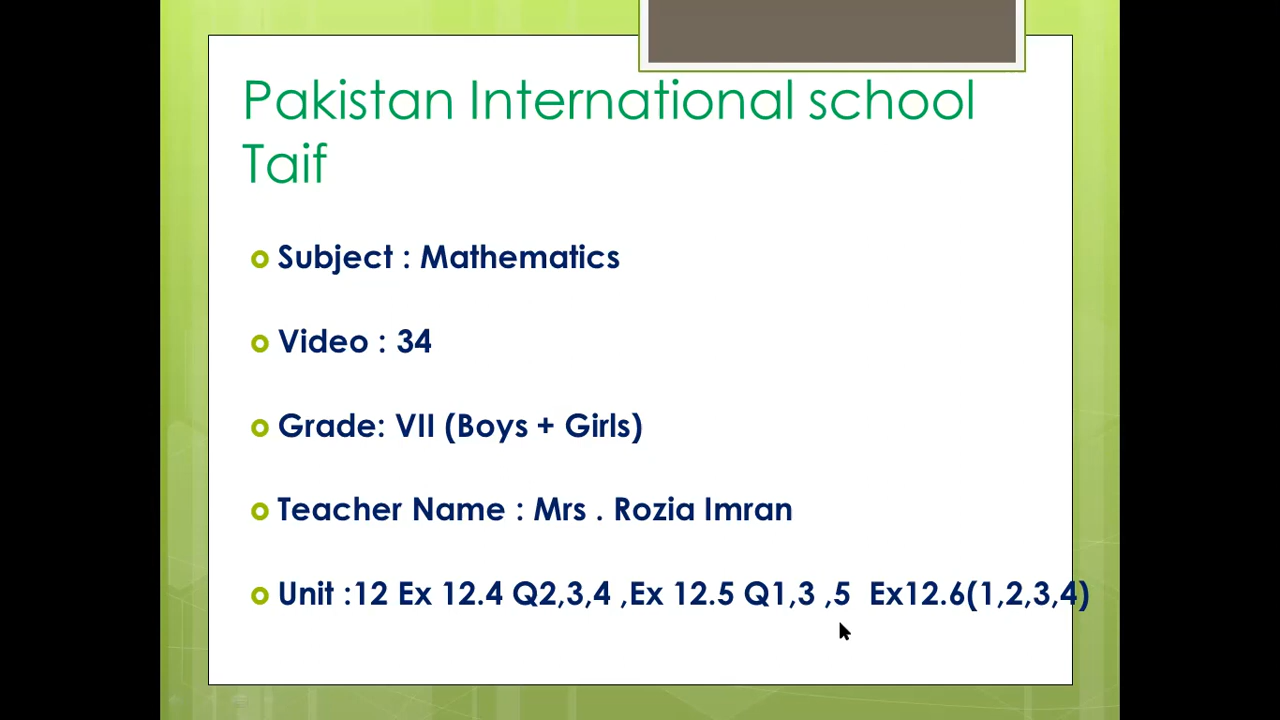 Pakistan International school
Taif
Subject : Mathematics
Video : 34
Grade: VII (Boys + Girls)
Teacher Name : Mrs . Rozia Imran
Unit :12 Ex 12.4 Q2,3,4 ,Ex 12.5 Q1,3 ,5  Ex12.6(1,2,3,4)